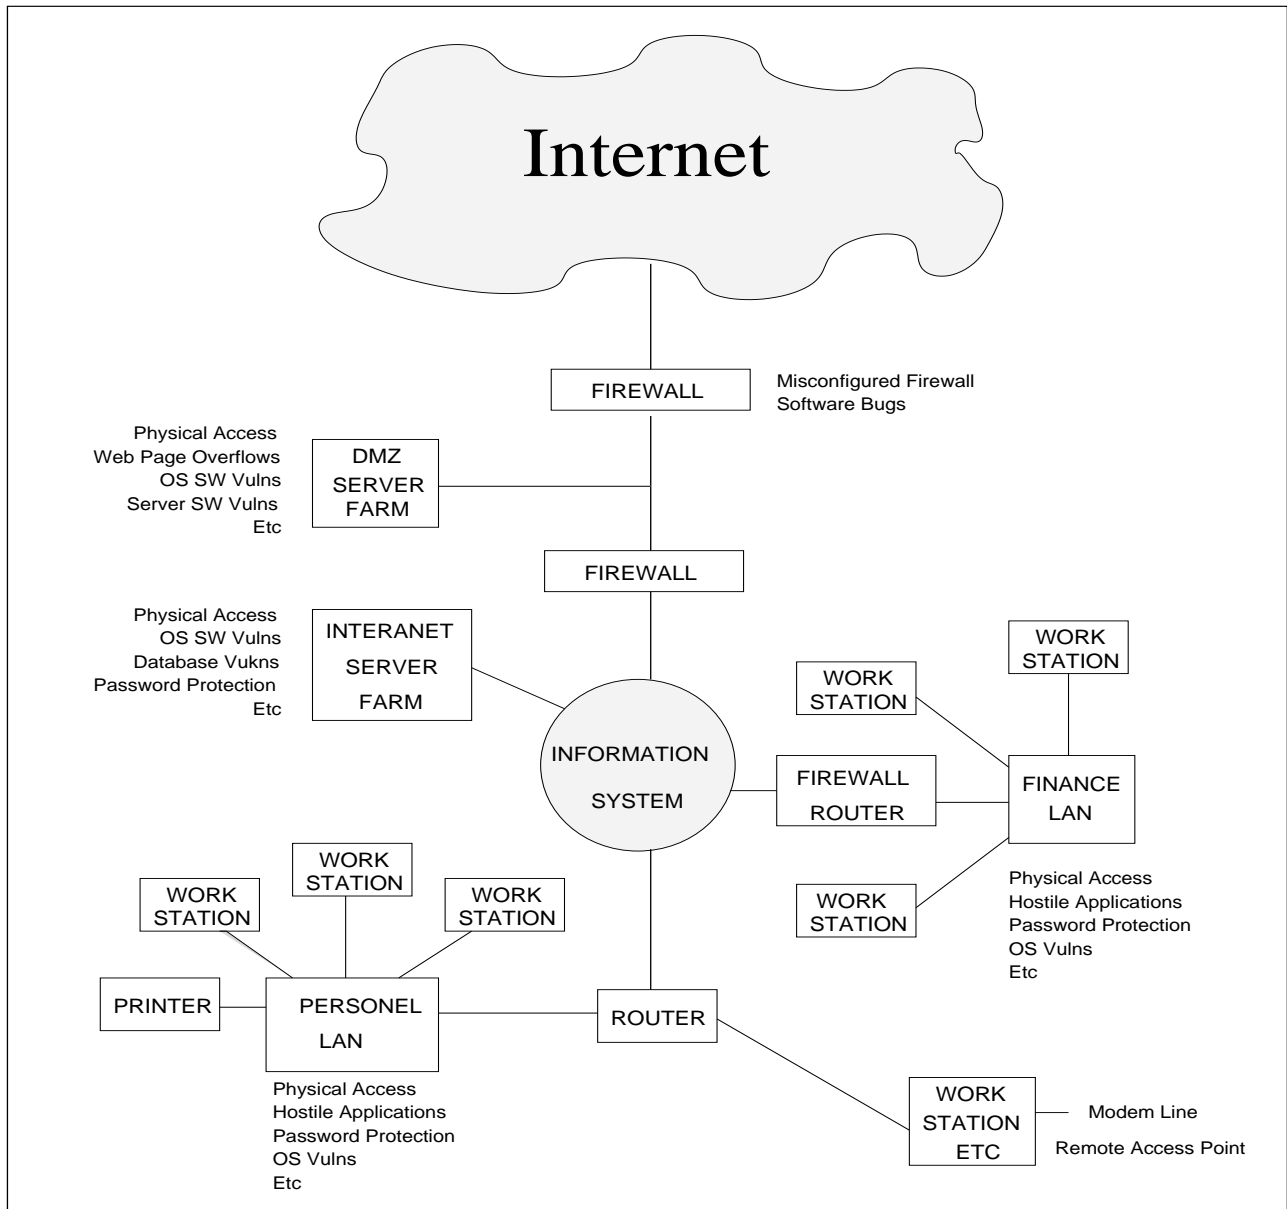 Internet
FIREWALL
Misconfigured Firewall
Software Bugs
Physical Access
Web Page Overflows
OS SW Vulns
Server SW Vulns
Etc
DMZ
SERVER
FARM
FIREWALL
Physical Access
OS SW Vulns
Database Vukns
Password Protection
Etc
INTERANET
SERVER
FARM
WORK
STATION
WORK
STATION
INFORMATION
SYSTEM
FIREWALL
ROUTER
FINANCE
LAN
WORK
STATION
Physical Access
Hostile Applications
Password Protection
OS Vulns
Etc
WORK
STATION
WORK
STATION
WORK
STATION
PRINTER
PERSONEL
LAN
ROUTER
Physical Access
Hostile Applications
Password Protection
OS Vulns
Etc
WORK
STATION
ETC
Modem Line
Remote Access Point